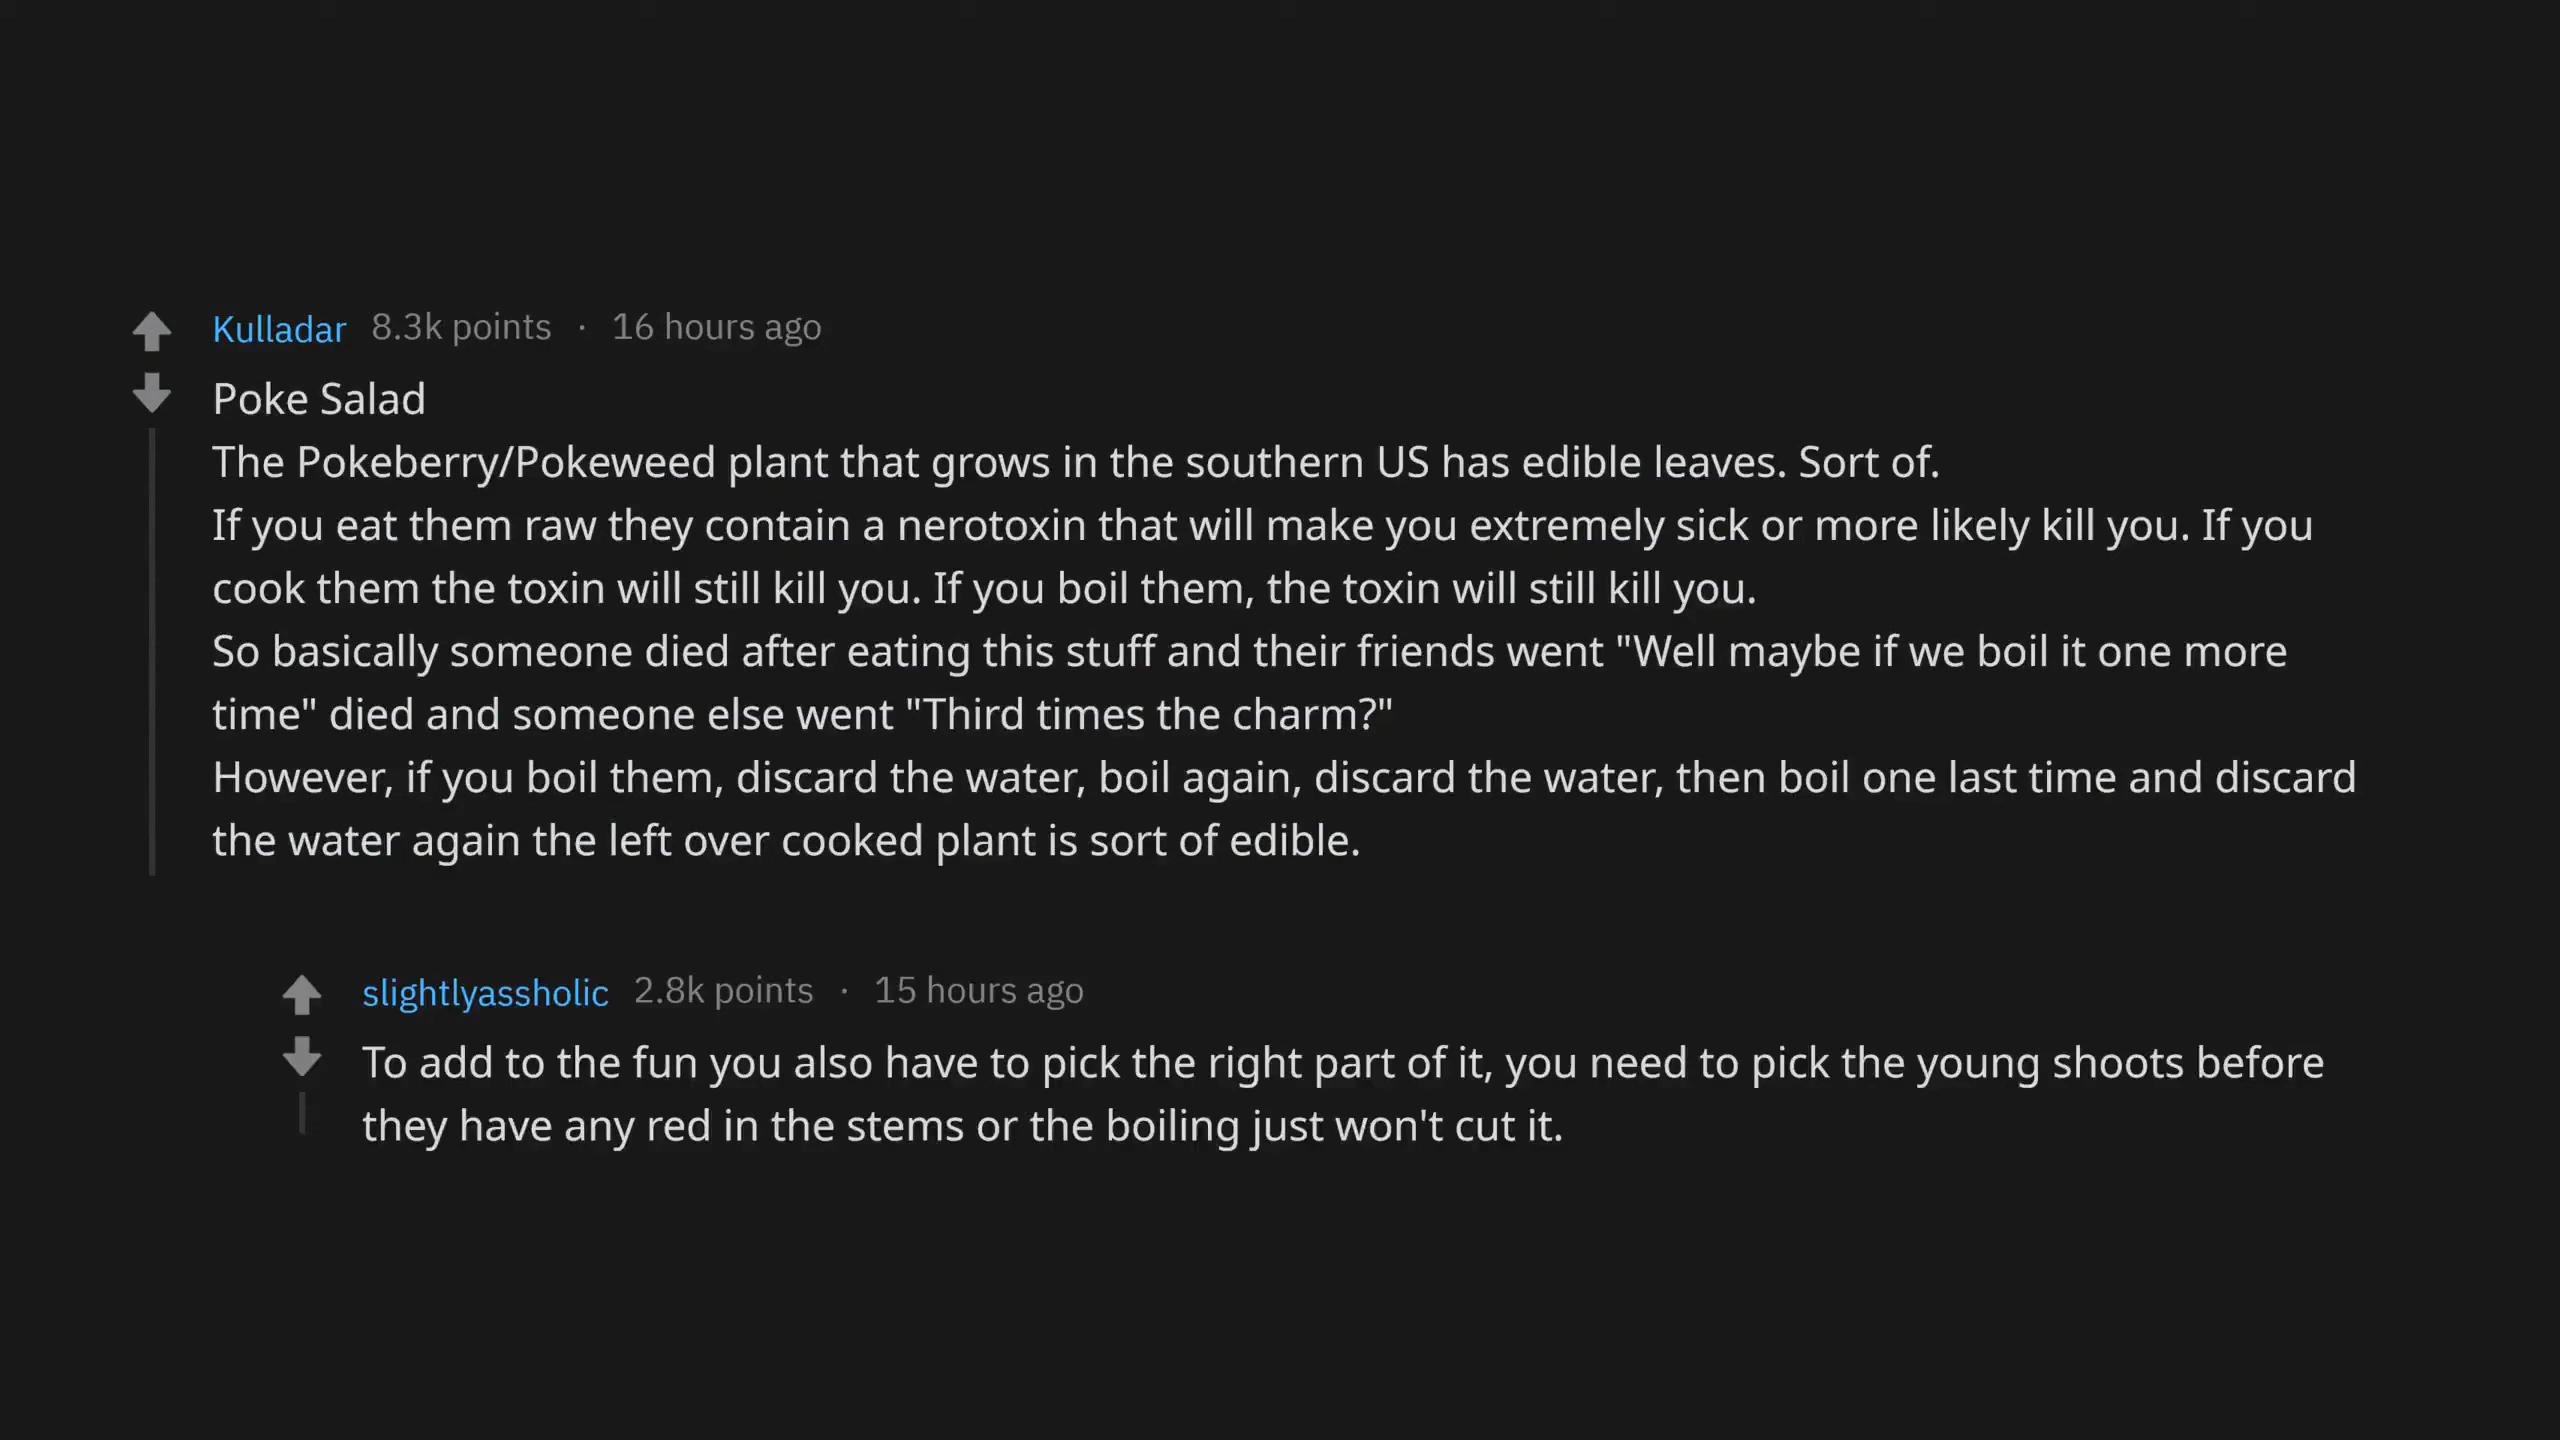 Kulladar 8.3k points · 16 hours ago
Poke Salad
The Pokeberry/Pokeweed plant that grows in the southern US has edible leaves. Sort of.
If you eat them raw they contain a nerotoxin that will make you extremely sick or more likely kill you. If you
cook them the toxin will still kill you. If you boil them, the toxin will still kill you.
So basically someone died after eating this stuff and their friends went "Well maybe if we boil it one more
time" died and someone else went "Third times the charm?"
However, if you boil them, discard the water, boil again, discard the water, then boil one last time and discard
the water again the left over cooked plant is sort of edible.
slightlyassholic 2.8k points · 15 hours ago
To add to the fun you also have to pick the right part of it, you need to pick the young shoots before
they have any red in the stems or the boiling just won't cut it.